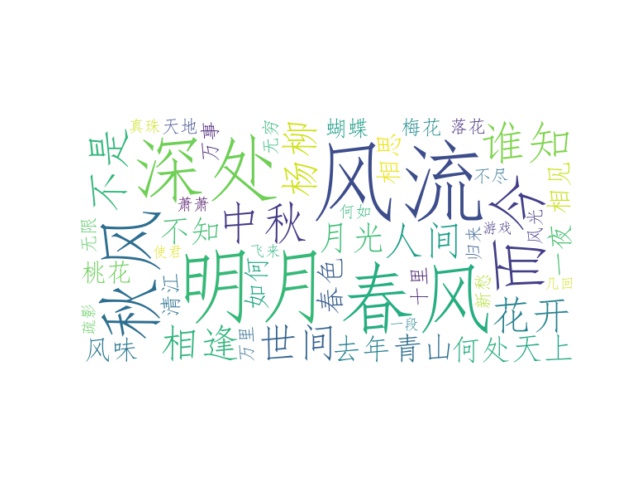 真珠
天地
万事
无穷
蝴蝶
梅花
落花
不是
深处
杨柳
风流
相思
谁知
不尽
相见
萧萧
中秋
何如
而今
风光
秋风
无限
不知
月光
人间
归来
游戏
一夜
桃花
使君
清江
明月
如何
飞来
春色
春风
十里
新愁
花开
几回
疏影
风味
相逢
万里
世间
一段
去年
青山
何处
天上